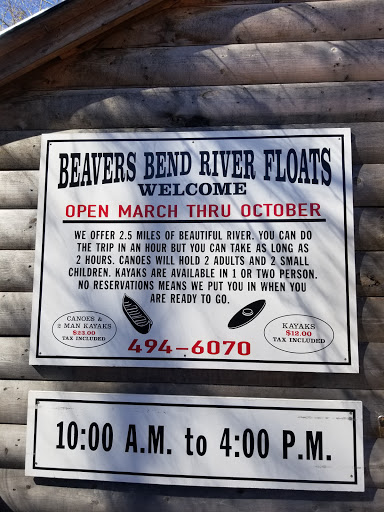 BEAVERS BEND RIVER FLOATS
WELCOME
OPEN MARCH THRU OCTOBER
WE OFFER 2.5 MILES OF BEAUTIFUL RIVER. YOU CAN DO
THE TRIP IN AN HOUR BUT YOU CAN TAKE AS LONG AS
2 HOURS. CANOES WILL HOLD 2 ADULTS AND 2 SMALL
CHILDREN. KAYAKS ARE AVAILABLE IN 1 OR TWO PERSON.
NO RESERVATIONS MEANS WE PUT YOU IN WHEN YOU
ARE READY TO GO.
CANOES &
2 MAN KAYAKS
$23.00
TAX INCLUDED
KAYAKS
$12.00
TAX INCLUDED
494-6070
10:00 A.M. to 4:00 P.M.